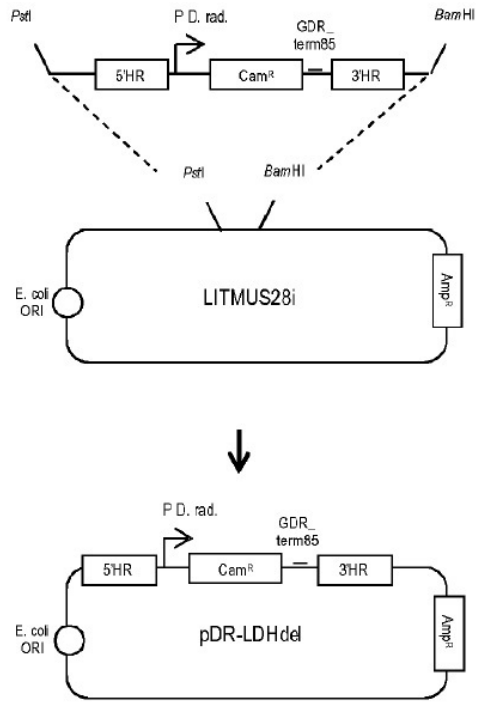 PstI
P D. rad.
GDR_
term85
BamHI
5'HR
CamR
3'HR
PstI
BamHI
E. coli
ORI
LITMUS28i
AmpR
P D. rad.
GDR_
term85
5'HR
CamR
3'HR
E. coli
ORI
pDR-LDHdel
AmpR